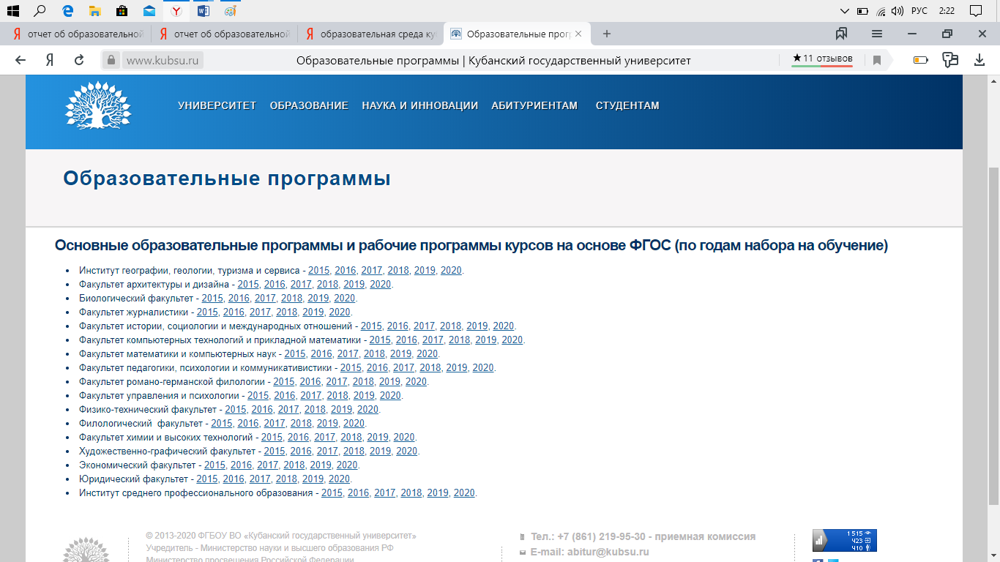 РУС 2:22
отчет об образовательной
отчет об образовательной
образовательная среда ку
Образовательные прог
www.kubsu.ru
Образовательные программы | Кубанский государственный университет
★11 отзывов
УНИВЕРСИТЕТ ОБРАЗОВАНИЕ НАУКА И ИННОВАЦИИ АБИТУРИЕНТАМ СТУДЕНТАМ
Образовательные программы
Основные образовательные программы и рабочие программы курсов на основе ФГОС (по годам набора на обучение)
• Институт географии, геологии, туризма и сервиса - 2015, 2016, 2017, 2018, 2019, 2020.
• Факультет архитектуры и дизайна - 2015, 2016, 2017, 2018, 2019, 2020.
• Биологический факультет - 2015, 2016, 2017, 2018, 2019, 2020.
• Факультет журналистики - 2015, 2016, 2017, 2018, 2019, 2020.
• Факультет истории, социологии и международных отношений - 2015, 2016, 2017, 2018, 2019, 2020.
• Факультет компьютерных технологий и прикладной математики - 2015, 2016, 2017, 2018, 2019, 2020.
• Факультет математики и компьютерных наук - 2015, 2016, 2017, 2018, 2019, 2020.
• Факультет педагогики, психологии и коммуникативистики - 2015, 2016, 2017, 2018, 2019, 2020.
• Факультет романо-германской филологии - 2015, 2016, 2017, 2018, 2019, 2020.
• Факультет управления и психологии - 2015, 2016, 2017, 2018, 2019, 2020.
• Физико-технический факультет - 2015, 2016, 2017, 2018, 2019, 2020.
• Филологический факультет - 2015, 2016, 2017, 2018, 2019, 2020.
• Факультет химии и высоких технологий - 2015, 2016, 2017, 2018, 2019, 2020.
• Художественно-графический факультет - 2015, 2016, 2017, 2018, 2019, 2020.
• Экономический факультет - 2015, 2016, 2017, 2018, 2019, 2020.
• Юридический факультет - 2015, 2016, 2017, 2018, 2019, 2020.
• Институт среднего профессионального образования - 2015, 2016, 2017, 2018, 2019, 2020.
© 2013-2020 ФГБОУ ВО «Кубанский государственный университет»
Учредитель - Министерство науки и высшего образования РФ
Министерство просвещения Российской Федерации
Тел.: +7 (861) 219-95-30 - приемная комиссия
E-mail: abitur@kubsu.ru
1 515
423
410